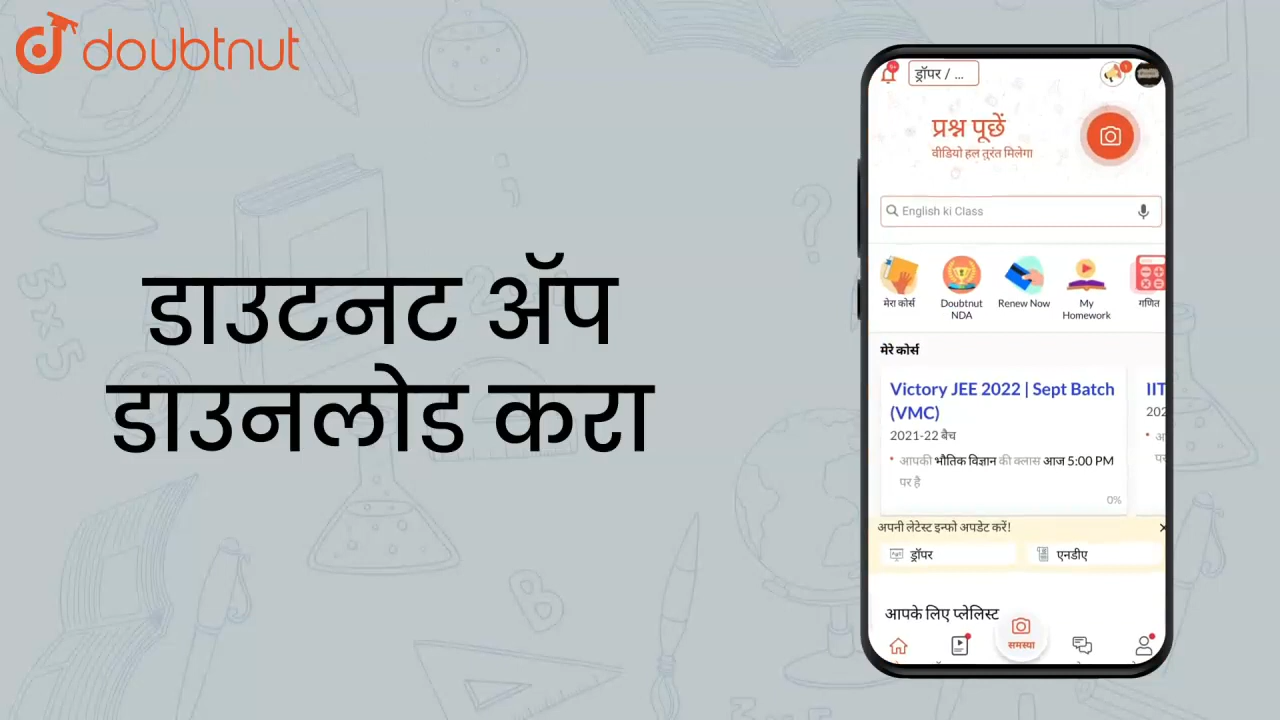 doubtnut
डाउटनट ॲप
डाउनलोड करा
ड्रॉपर / ...
प्रश्न पूछें
वीडियो हल तुरंत मिलेगा
English ki Class
मेरा कोर्स
Doubtnut
NDA
Renew Now
My
Homework
गणित
मेरे कोर्स
Victory JEE 2022 | Sept Batch
(VMC)
2021-22 बैच
आपकी भौतिक विज्ञान की क्लास आज 5:00 PM
पर है
0%
IIT
202
अपनी लेटेस्ट इन्फो अपडेट करें!
ड्रॉपर
एनडीए
आपके लिए प्लेलिस्ट
समस्या